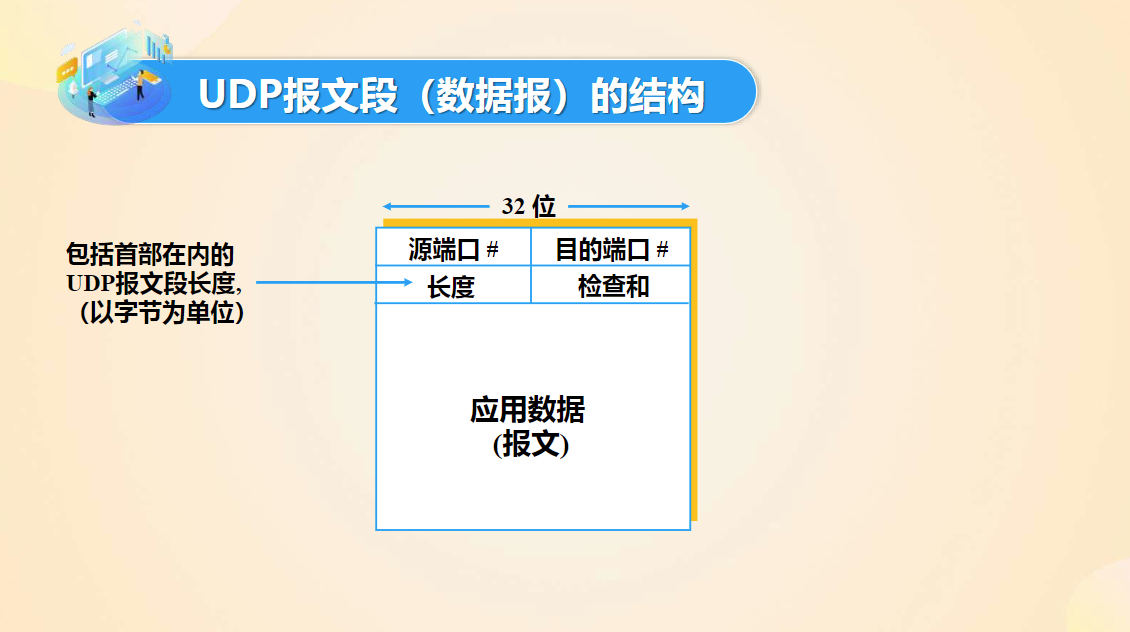 UDP报文段（数据报）的结构
32 位
包括首部在内的
UDP报文段长度,
（以字节为单位）
源端口 #
目的端口 #
长度
检查和
应用数据
(报文)